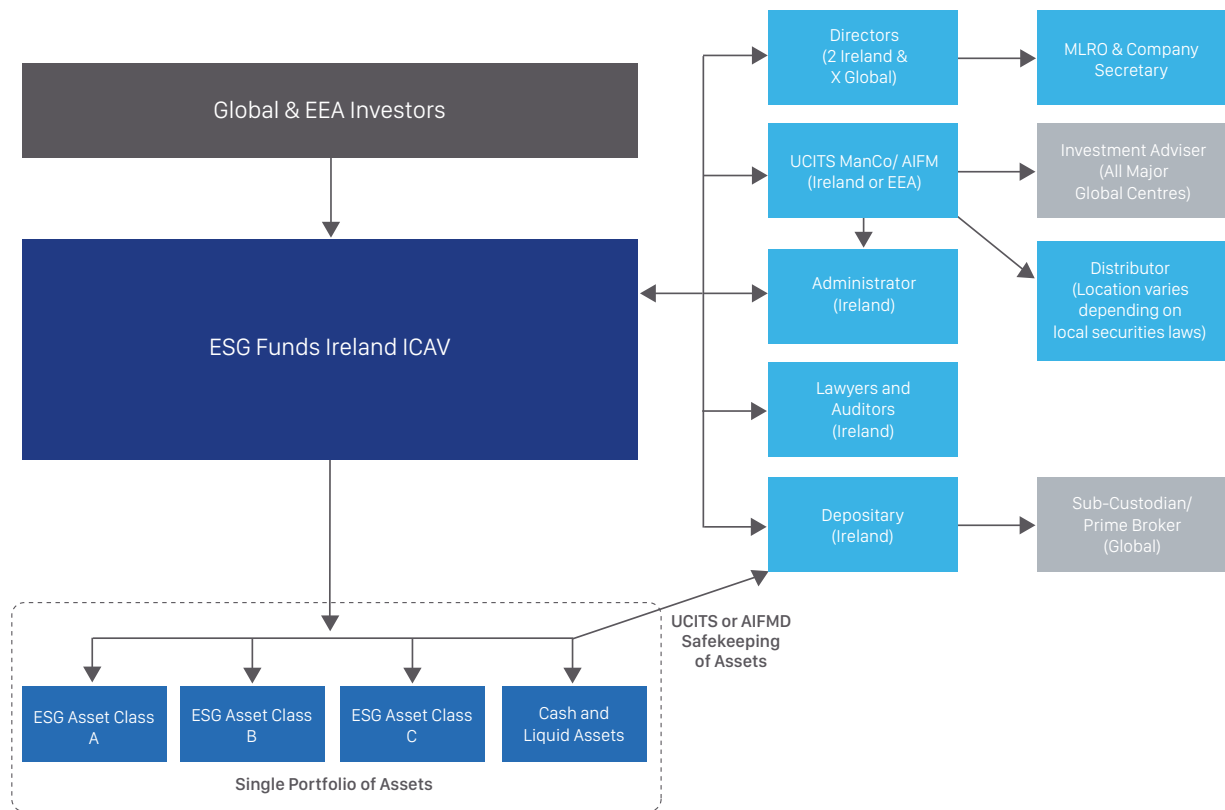 Global & EEA Investors
ESG Funds Ireland ICAV
Directors
(2 Ireland &
X Global)
MLRO & Company
Secretary
UCITS ManCo/ AIFM
(Ireland or EEA)
Investment Adviser
(All Major
Global Centres)
Administrator
(Ireland)
Distributor
(Location varies
depending on
local securities laws)
Lawyers and
Auditors
(Ireland)
Depositary
(Ireland)
Sub-Custodian/
Prime Broker
(Global)
UCITS or AIFMD
Safekeeping
of Assets
ESG Asset Class
A
ESG Asset Class
B
ESG Asset Class
C
Cash and
Liquid Assets
Single Portfolio of Assets